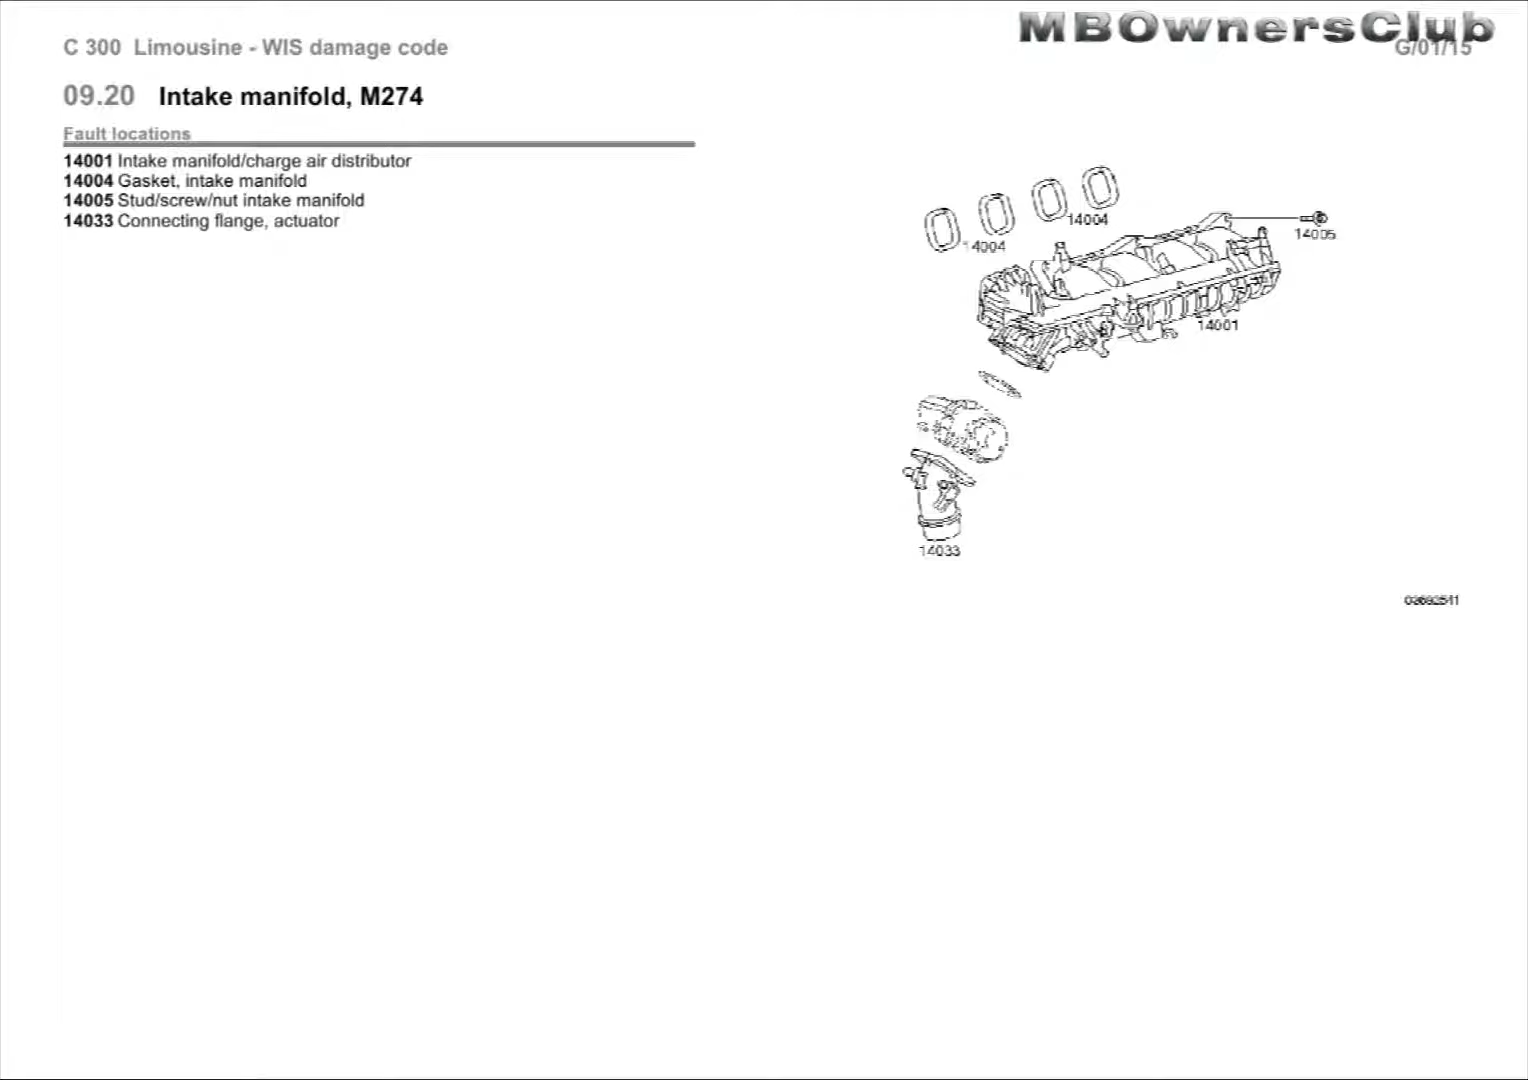 MBOwnersClub
C 300 Limousine - WIS damage code
G/01/15
09.20 Intake manifold, M274
Fault locations
14001 Intake manifold/charge air distributor
14004 Gasket, intake manifold
14005 Stud/screw/nut intake manifold
14033 Connecting flange, actuator
14004
14004
14005
14001
14033